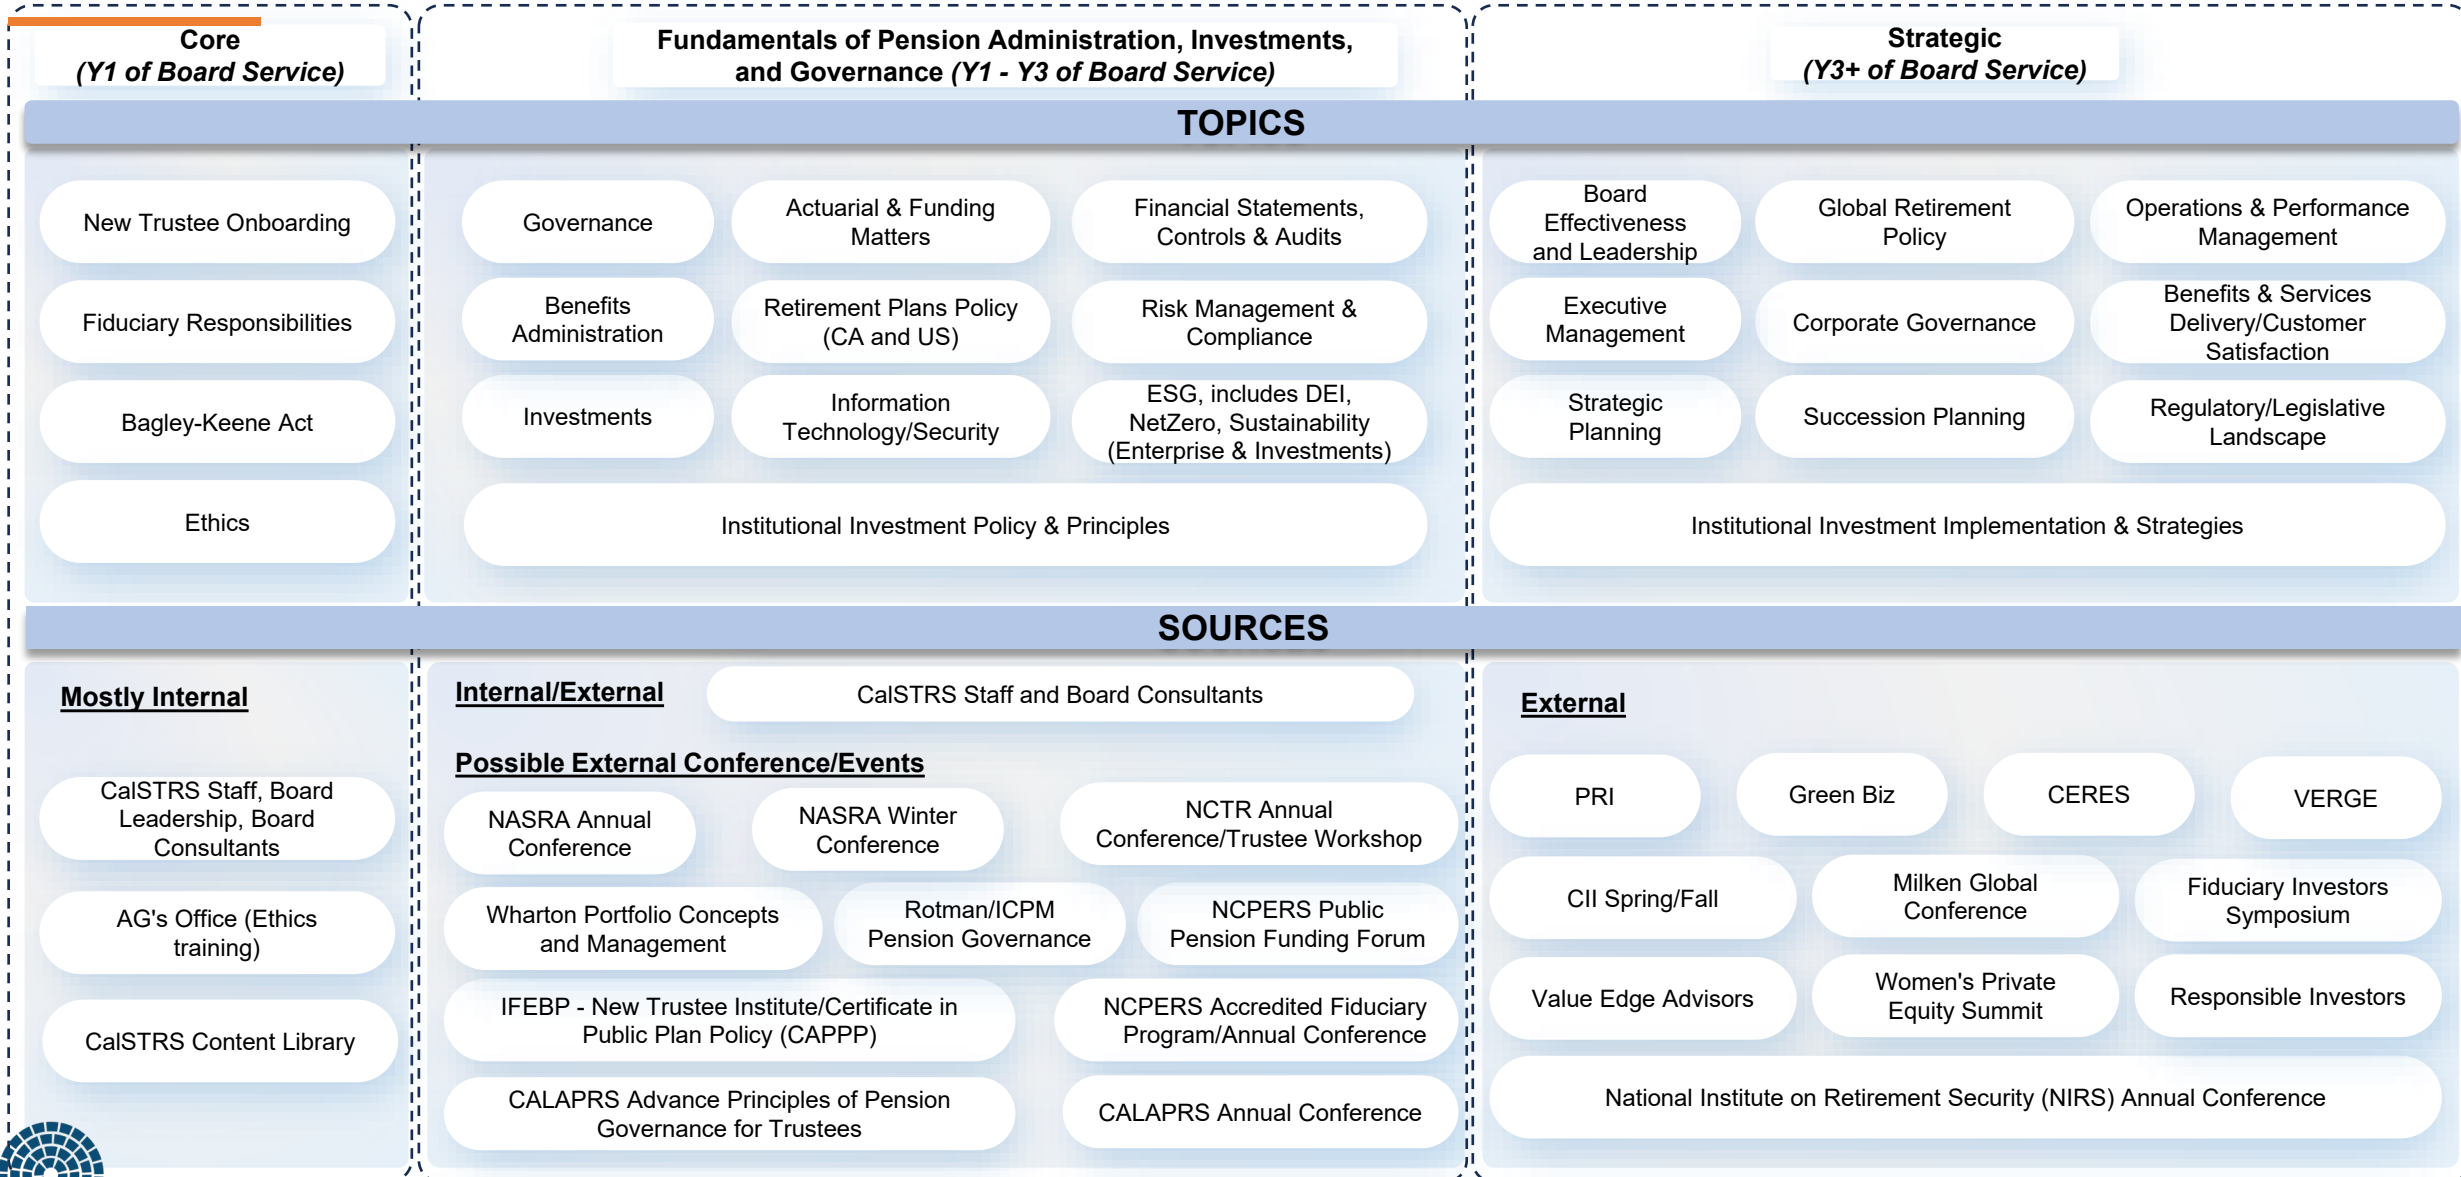 Core
(Y1 of Board Service)
Fundamentals of Pension Administration, Investments,
and Governance (Y1 - Y3 of Board Service)
Strategic
(Y3+ of Board Service)
TOPICS
New Trustee Onboarding
Fiduciary Responsibilities
Bagley-Keene Act
Ethics
Governance
Actuarial & Funding
Matters
Financial Statements,
Controls & Audits
Benefits
Administration
Retirement Plans Policy
(CA and US)
Risk Management &
Compliance
Investments
Information
Technology/Security
ESG, includes DEI,
NetZero, Sustainability
(Enterprise & Investments)
Institutional Investment Policy & Principles
Board
Effectiveness
and Leadership
Global Retirement
Policy
Operations & Performance
Management
Executive
Management
Corporate Governance
Benefits & Services
Delivery/Customer
Satisfaction
Strategic
Planning
Succession Planning
Regulatory/Legislative
Landscape
Institutional Investment Implementation & Strategies
SOURCES
Mostly Internal
CalSTRS Staff, Board
Leadership, Board
Consultants
AG's Office (Ethics
training)
CalSTRS Content Library
Internal/External
CalSTRS Staff and Board Consultants
Possible External Conference/Events
NASRA Annual
Conference
NASRA Winter
Conference
NCTR Annual
Conference/Trustee Workshop
Wharton Portfolio Concepts
and Management
Rotman/ICPM
Pension Governance
NCPERS Public
Pension Funding Forum
IFEBP - New Trustee Institute/Certificate in
Public Plan Policy (CAPPP)
NCPERS Accredited Fiduciary
Program/Annual Conference
CALAPRS Advance Principles of Pension
Governance for Trustees
CALAPRS Annual Conference
External
PRI
Green Biz
CERES
VERGE
CII Spring/Fall
Milken Global
Conference
Fiduciary Investors
Symposium
Value Edge Advisors
Women's Private
Equity Summit
Responsible Investors
National Institute on Retirement Security (NIRS) Annual Conference